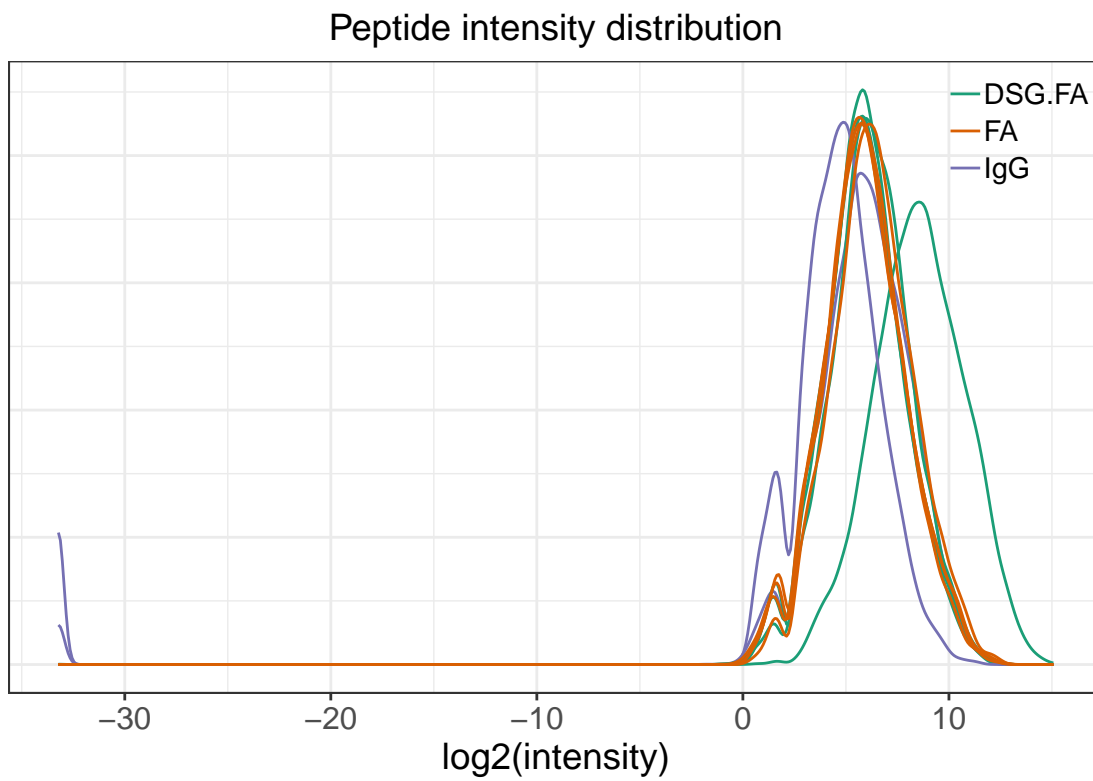 Peptide intensity distribution
DSG.FA
FA
IgG
−30 −20 −10 0 10
log2(intensity)